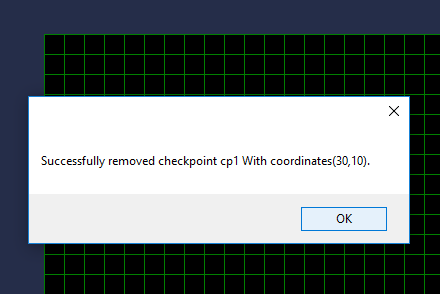 Successfully removed checkpoint cp1 With coordinates(30,10).
OK